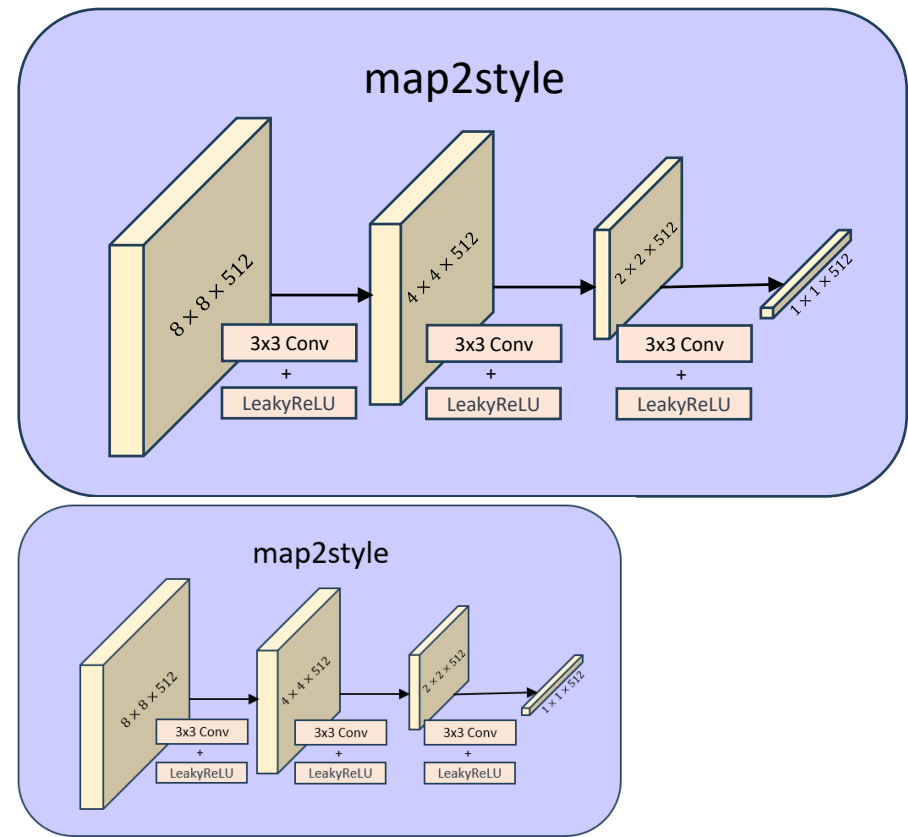 map2style
8 × 8 × 512
4 × 4 × 512
2 × 2 × 512
1 × 1 × 512
3x3 Conv
+
LeakyReLU
3x3 Conv
+
LeakyReLU
3x3 Conv
+
LeakyReLU
map2style
8 × 8 × 512
4 × 4 × 512
2 × 2 × 512
1 × 1 × 512
3x3 Conv
+
LeakyReLU
3x3 Conv
+
LeakyReLU
3x3 Conv
+
LeakyReLU